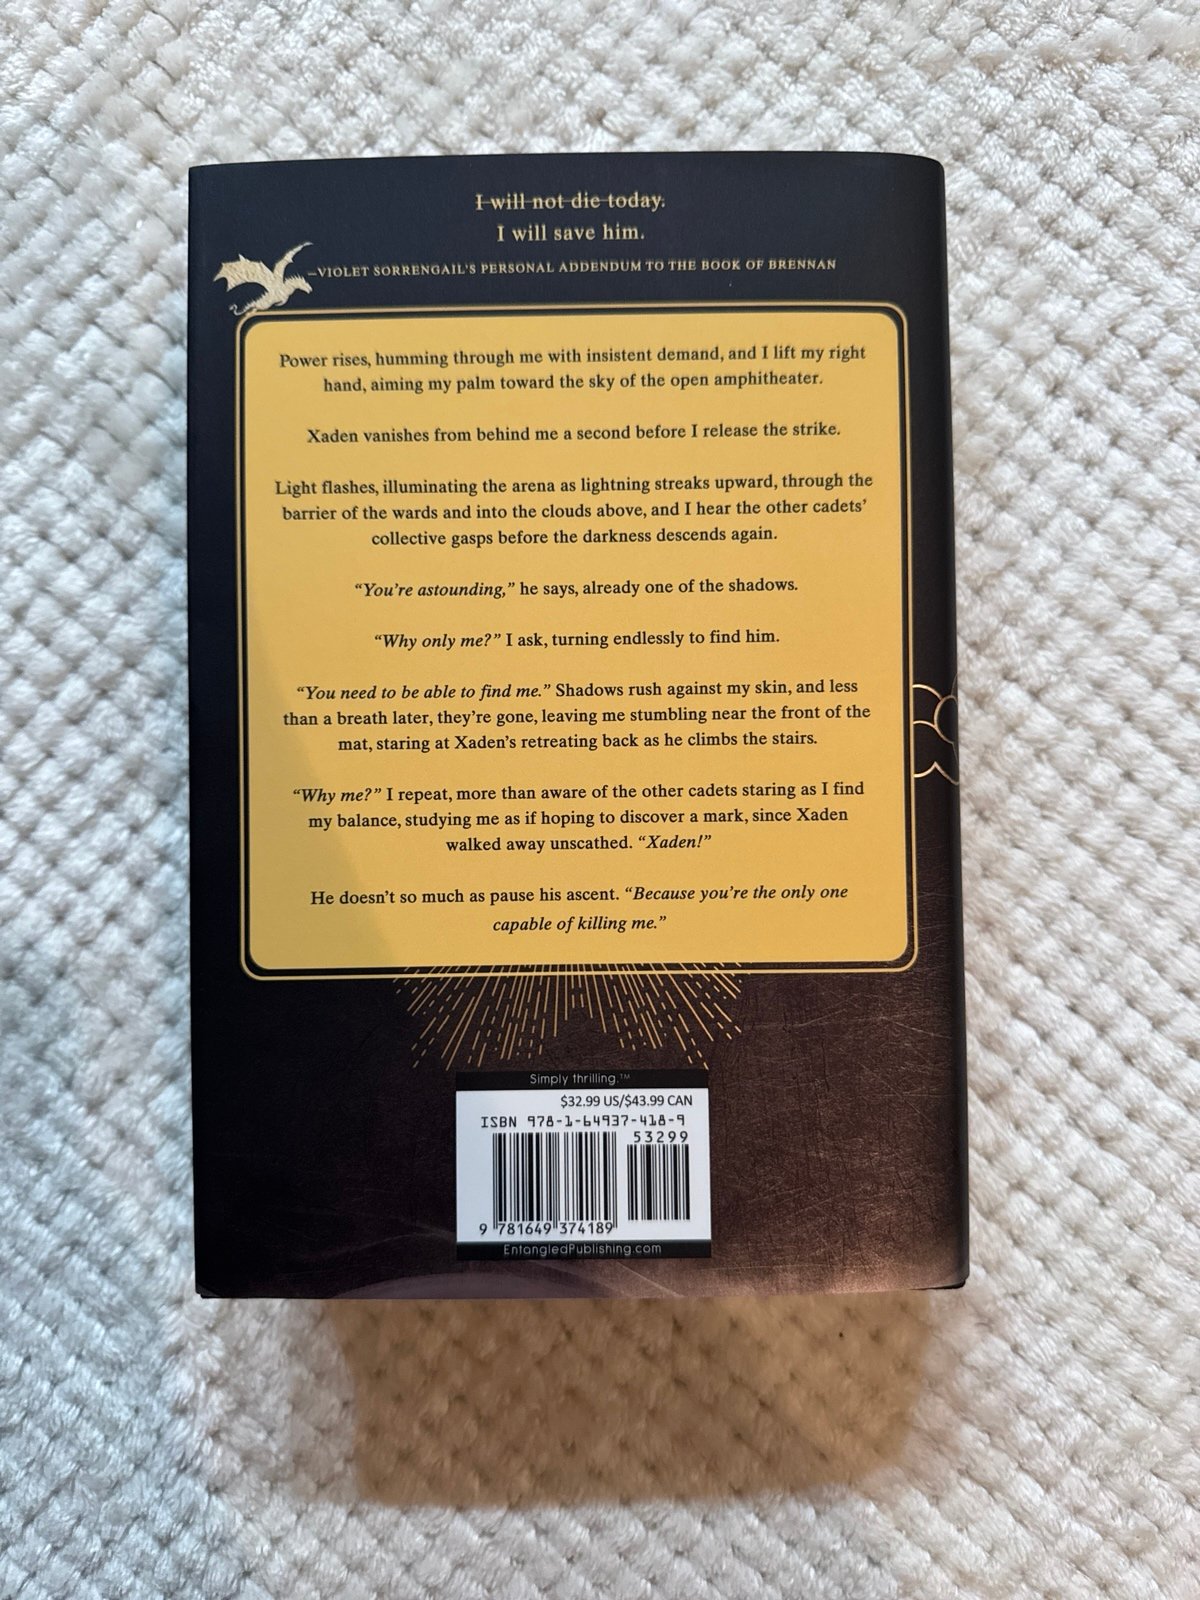 I will not die today.
I will save him.
–VIOLET SORRENGAIL'S PERSONAL ADDENDUM TO THE BOOK OF BRENNAN
Power rises, humming through me with insistent demand, and I lift my right
hand, aiming my palm toward the sky of the open amphitheater.
Xaden vanishes from behind me a second before I release the strike.
Light flashes, illuminating the arena as lightning streaks upward, through the
barrier of the wards and into the clouds above, and I hear the other cadets'
collective gasps before the darkness descends again.
“You're astounding,” he says, already one of the shadows.
“Why only me?” I ask, turning endlessly to find him.
“You need to be able to find me.” Shadows rush against my skin, and less
than a breath later, they're gone, leaving me stumbling near the front of the
mat, staring at Xaden's retreating back as he climbs the stairs.
“Why me?” I repeat, more than aware of the other cadets staring as I find
my balance, studying me as if hoping to discover a mark, since Xaden
walked away unscathed. “Xaden!”
He doesn't so much as pause his ascent. “Because you're the only one
capable of killing me.”
Simply thrilling.™
$32.99 US/$43.99 CAN
ISBN 978-1-64937-418-9
53299
9 781649 374189
EntangledPublishing.com